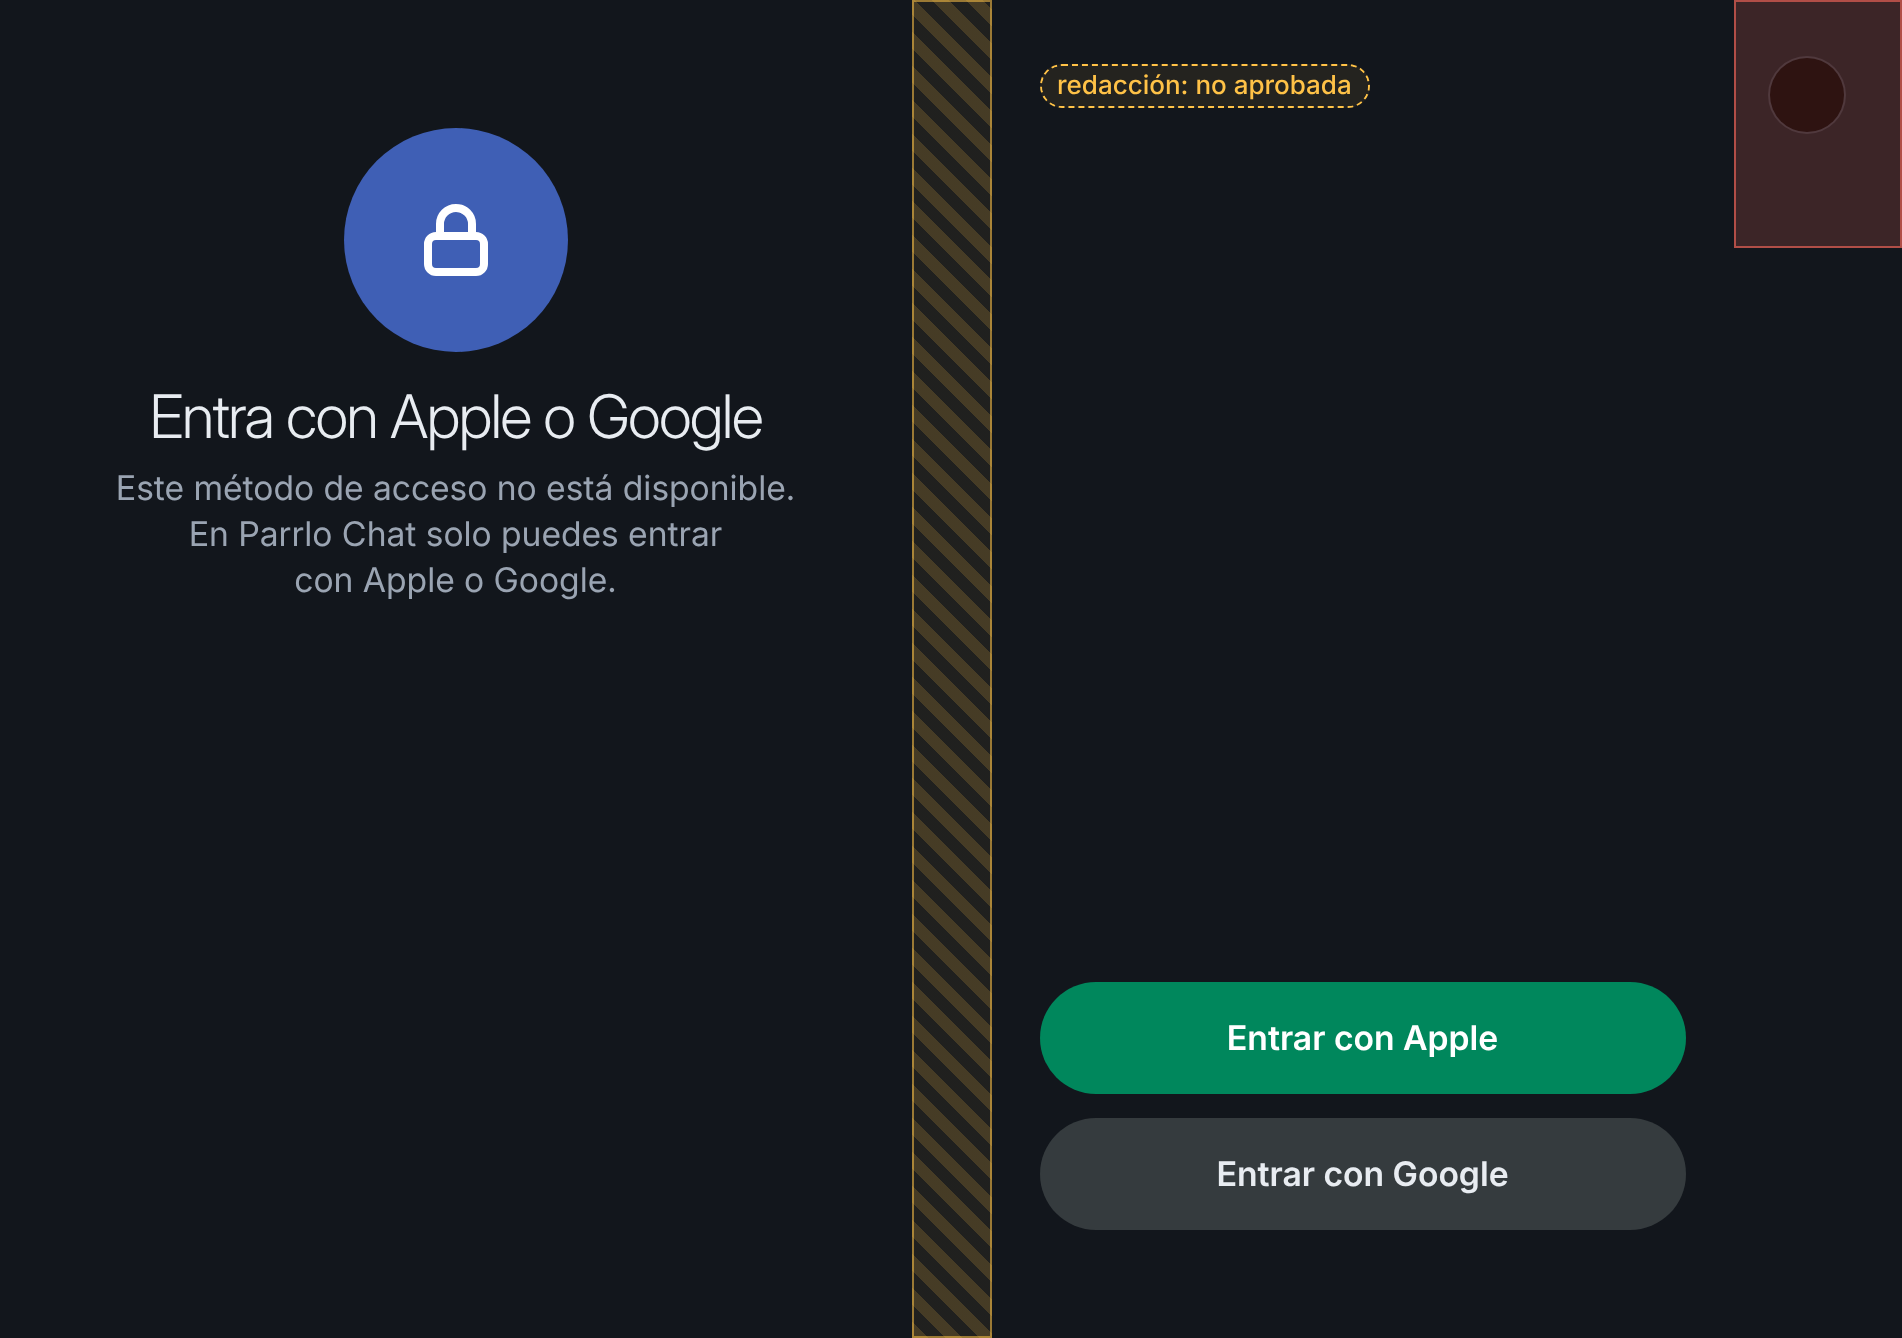 Entra con Apple o Google
Este método de acceso no está disponible.
En Parrlo Chat solo puedes entrar
con Apple o Google.
redacción: no aprobada
Entrar con Apple
Entrar con Google